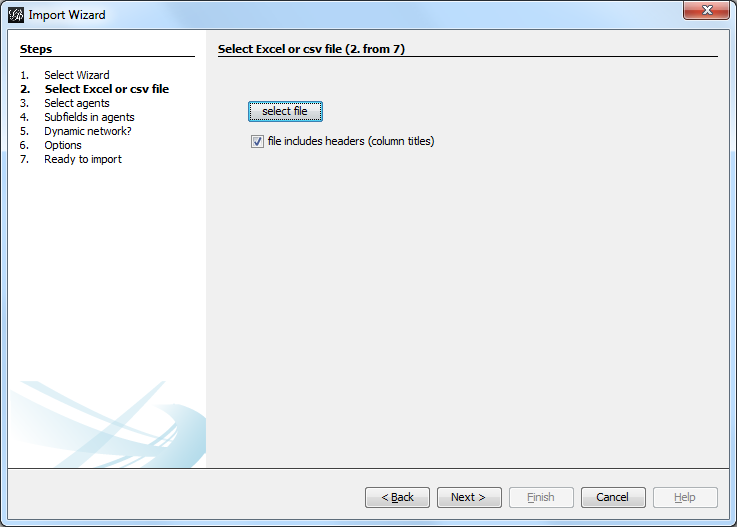 Import Wizard
Steps
1. Select Wizard
2. Select Excel or csv file
3. Select agents
4. Subfields in agents
5. Dynamic network?
6. Options
7. Ready to import
Select Excel or csv file (2. from 7)
select file
file includes headers (column titles)
< Back
Next >
Finish
Cancel
Help